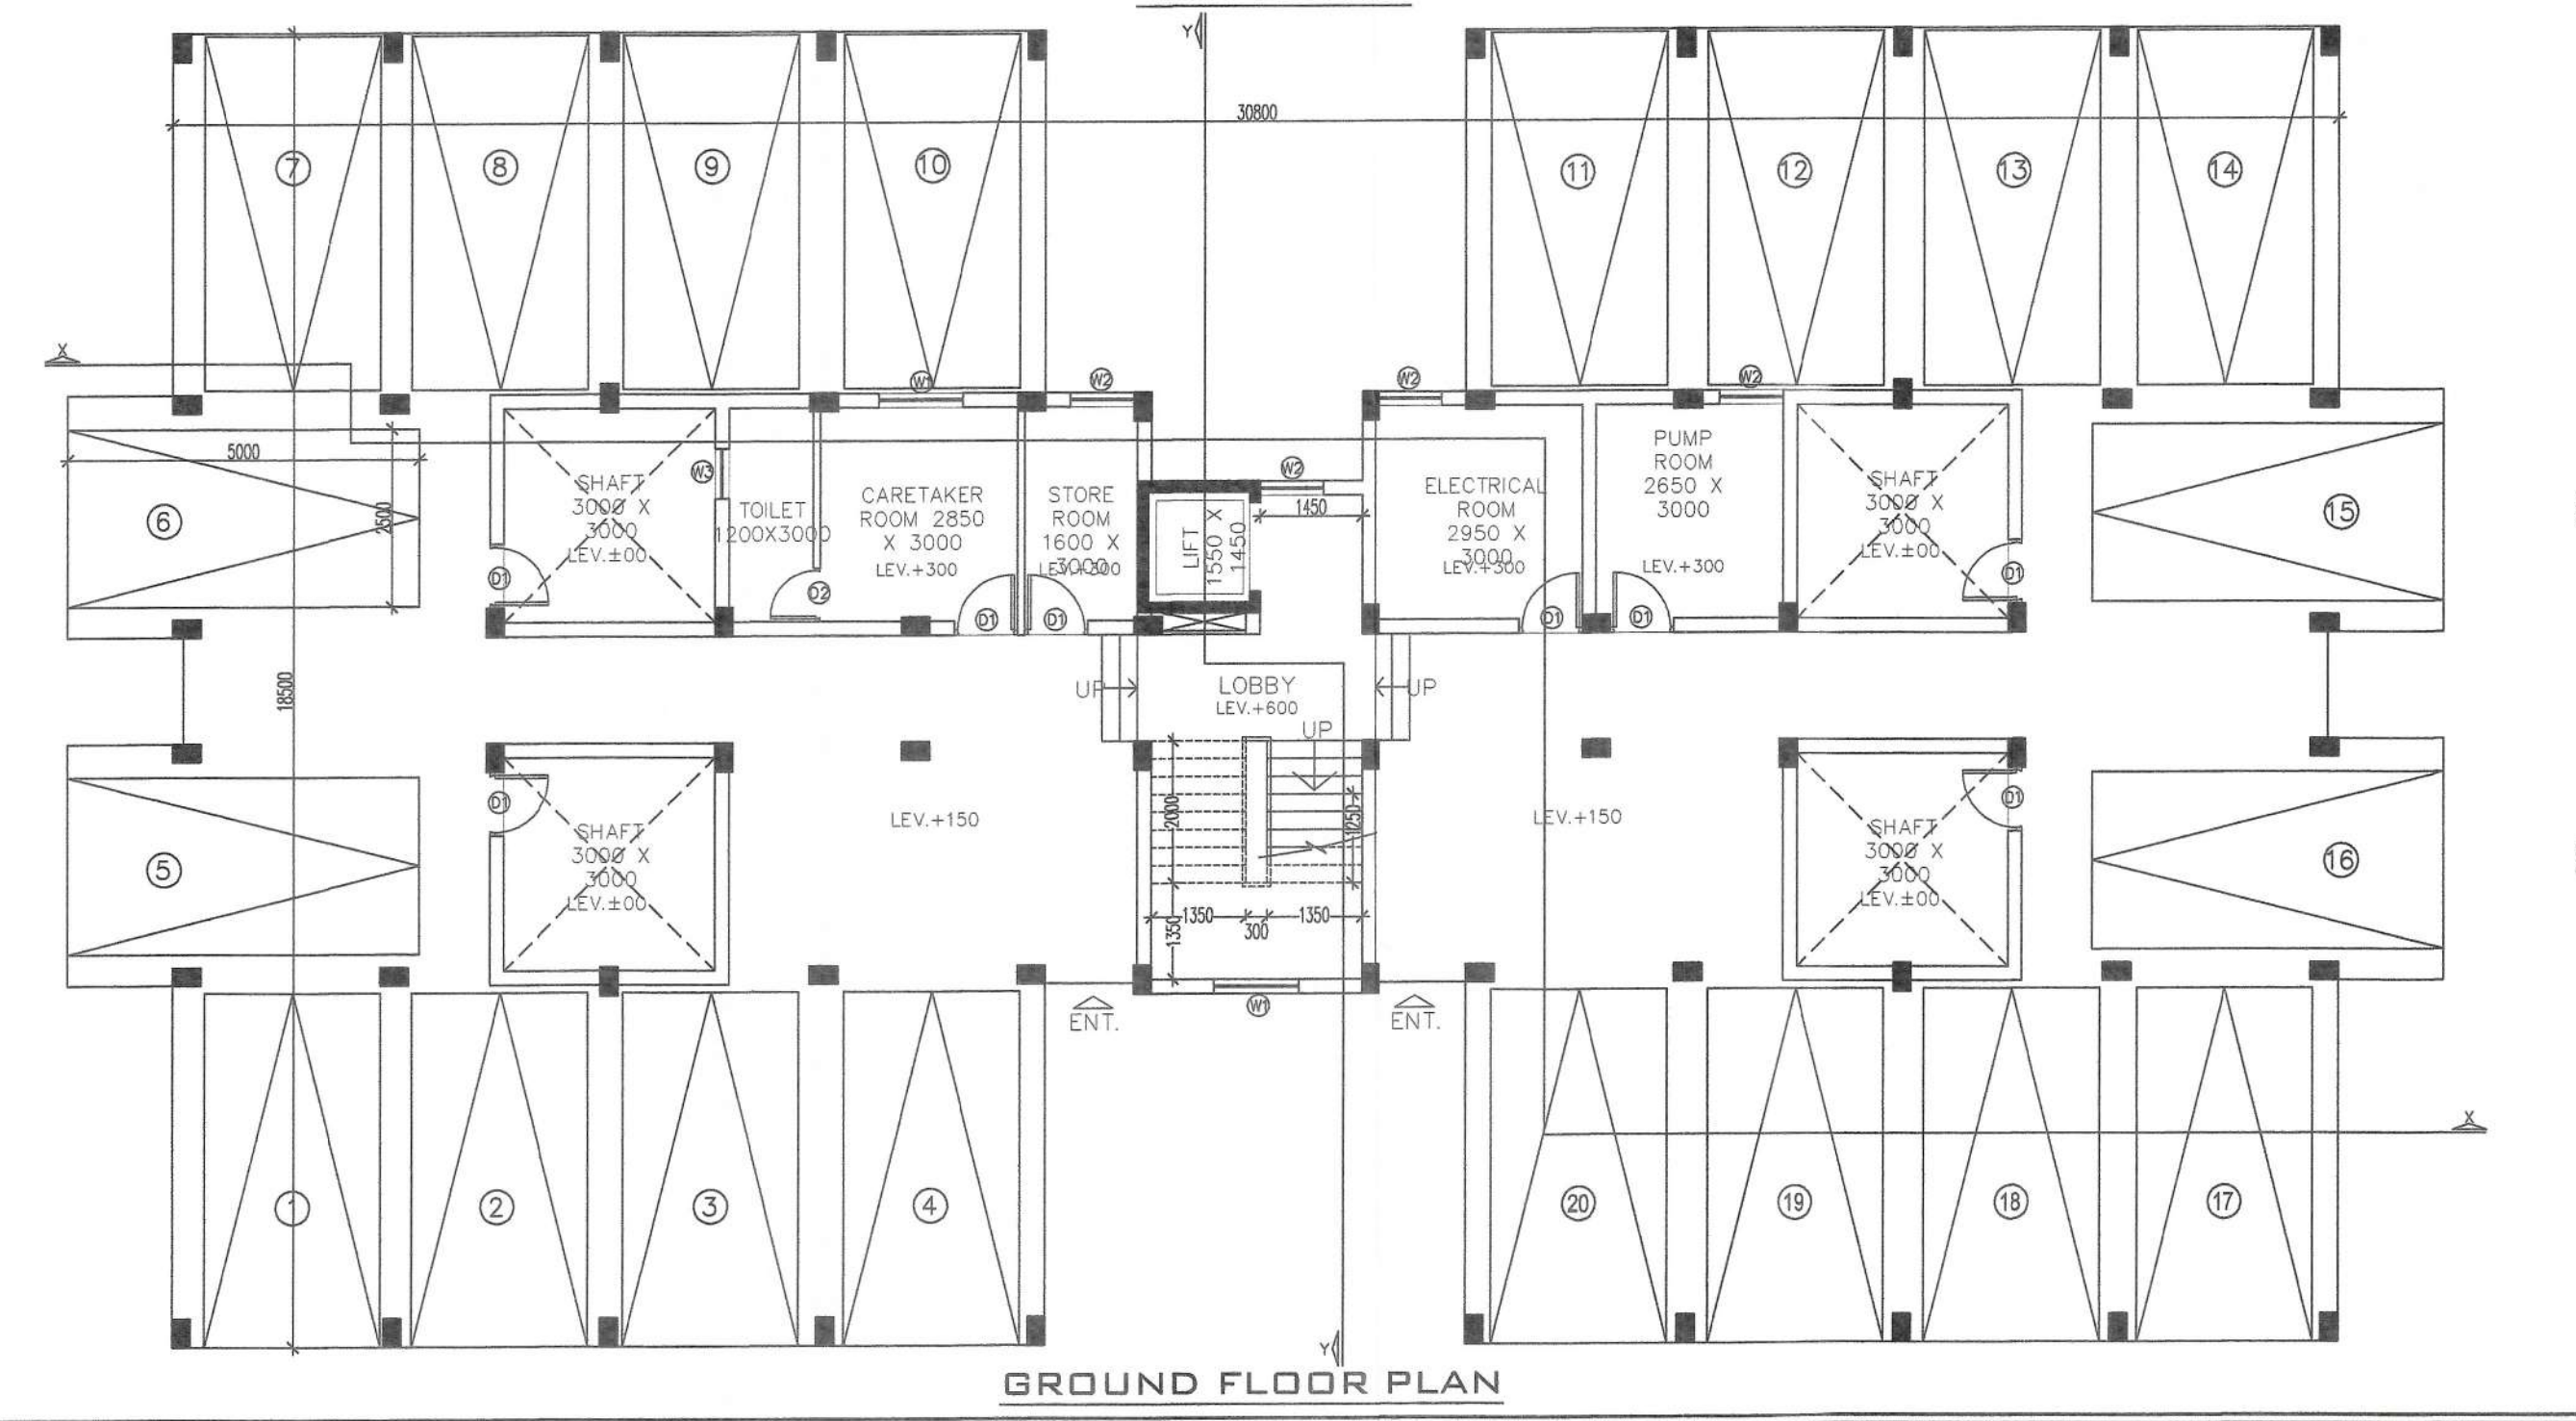 Y
30800
7
8
9
10
11
12
13
14
X
W1
W2
W2
W2
5000
2500
6
SHAFT
3000 X
3000
LEV.±00
D1
W3
TOILET
1200X3000
D2
CARETAKER
ROOM 2850
X 3000
LEV.+300
D1
STORE
ROOM
1600 X
3000
LEV.+300
D1
LIFT
1550 X
1450
W2
1450
ELECTRICAL
ROOM
2950 X
3000
LEV.+300
D1
PUMP
ROOM
2650 X
3000
LEV.+300
D1
SHAFT
3000 X
3000
LEV.±00
D1
15
18500
UP
LOBBY
LEV.+600
UP
UP
5
D1
SHAFT
3000 X
3000
LEV.±00
LEV.+150
2000
1250
1350
1350
300
1350
W1
LEV.+150
D1
SHAFT
3000 X
3000
LEV.±00
16
ENT.
ENT.
X
1
2
3
4
20
19
18
17
Y
GROUND FLOOR PLAN